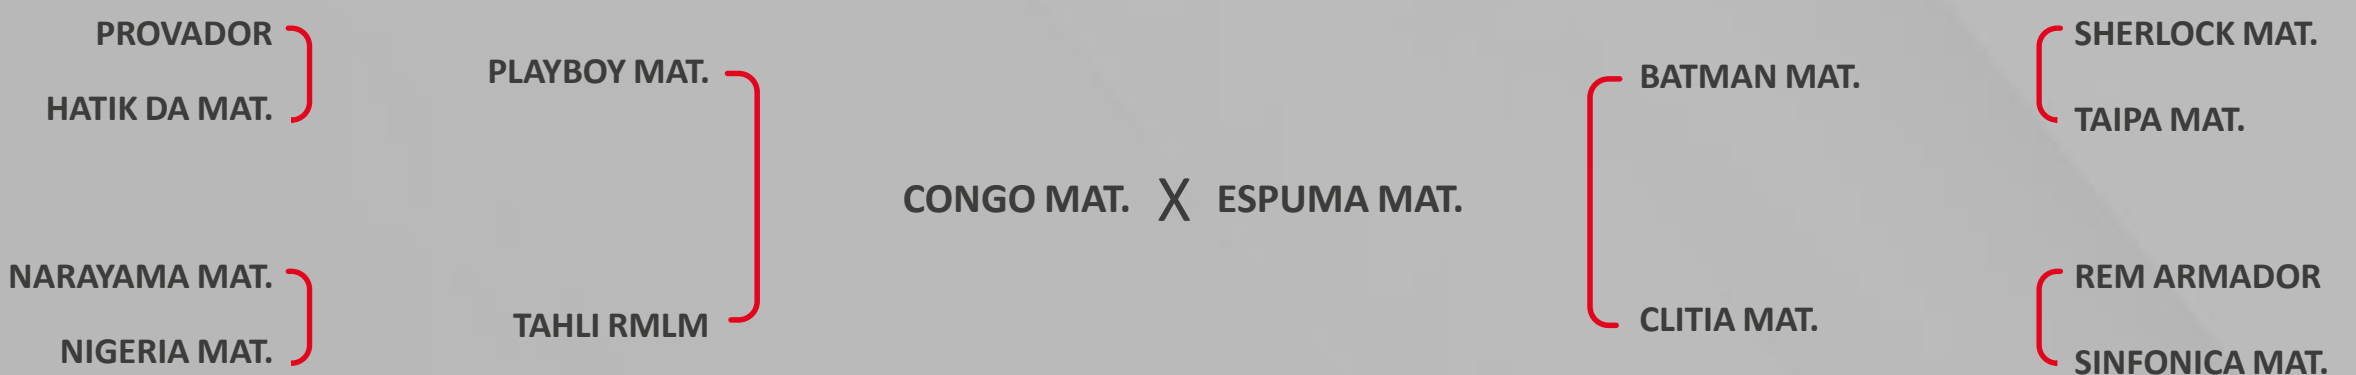 PROVADOR
HATIK DA MAT.
NARAYAMA MAT.
NIGERIA MAT.
PLAYBOY MAT.
TAHLI RMLM
CONGO MAT. X ESPUMA MAT.
BATMAN MAT.
CLITIA MAT.
SHERLOCK MAT.
TAIPA MAT.
REM ARMADOR
SINFONICA MAT.